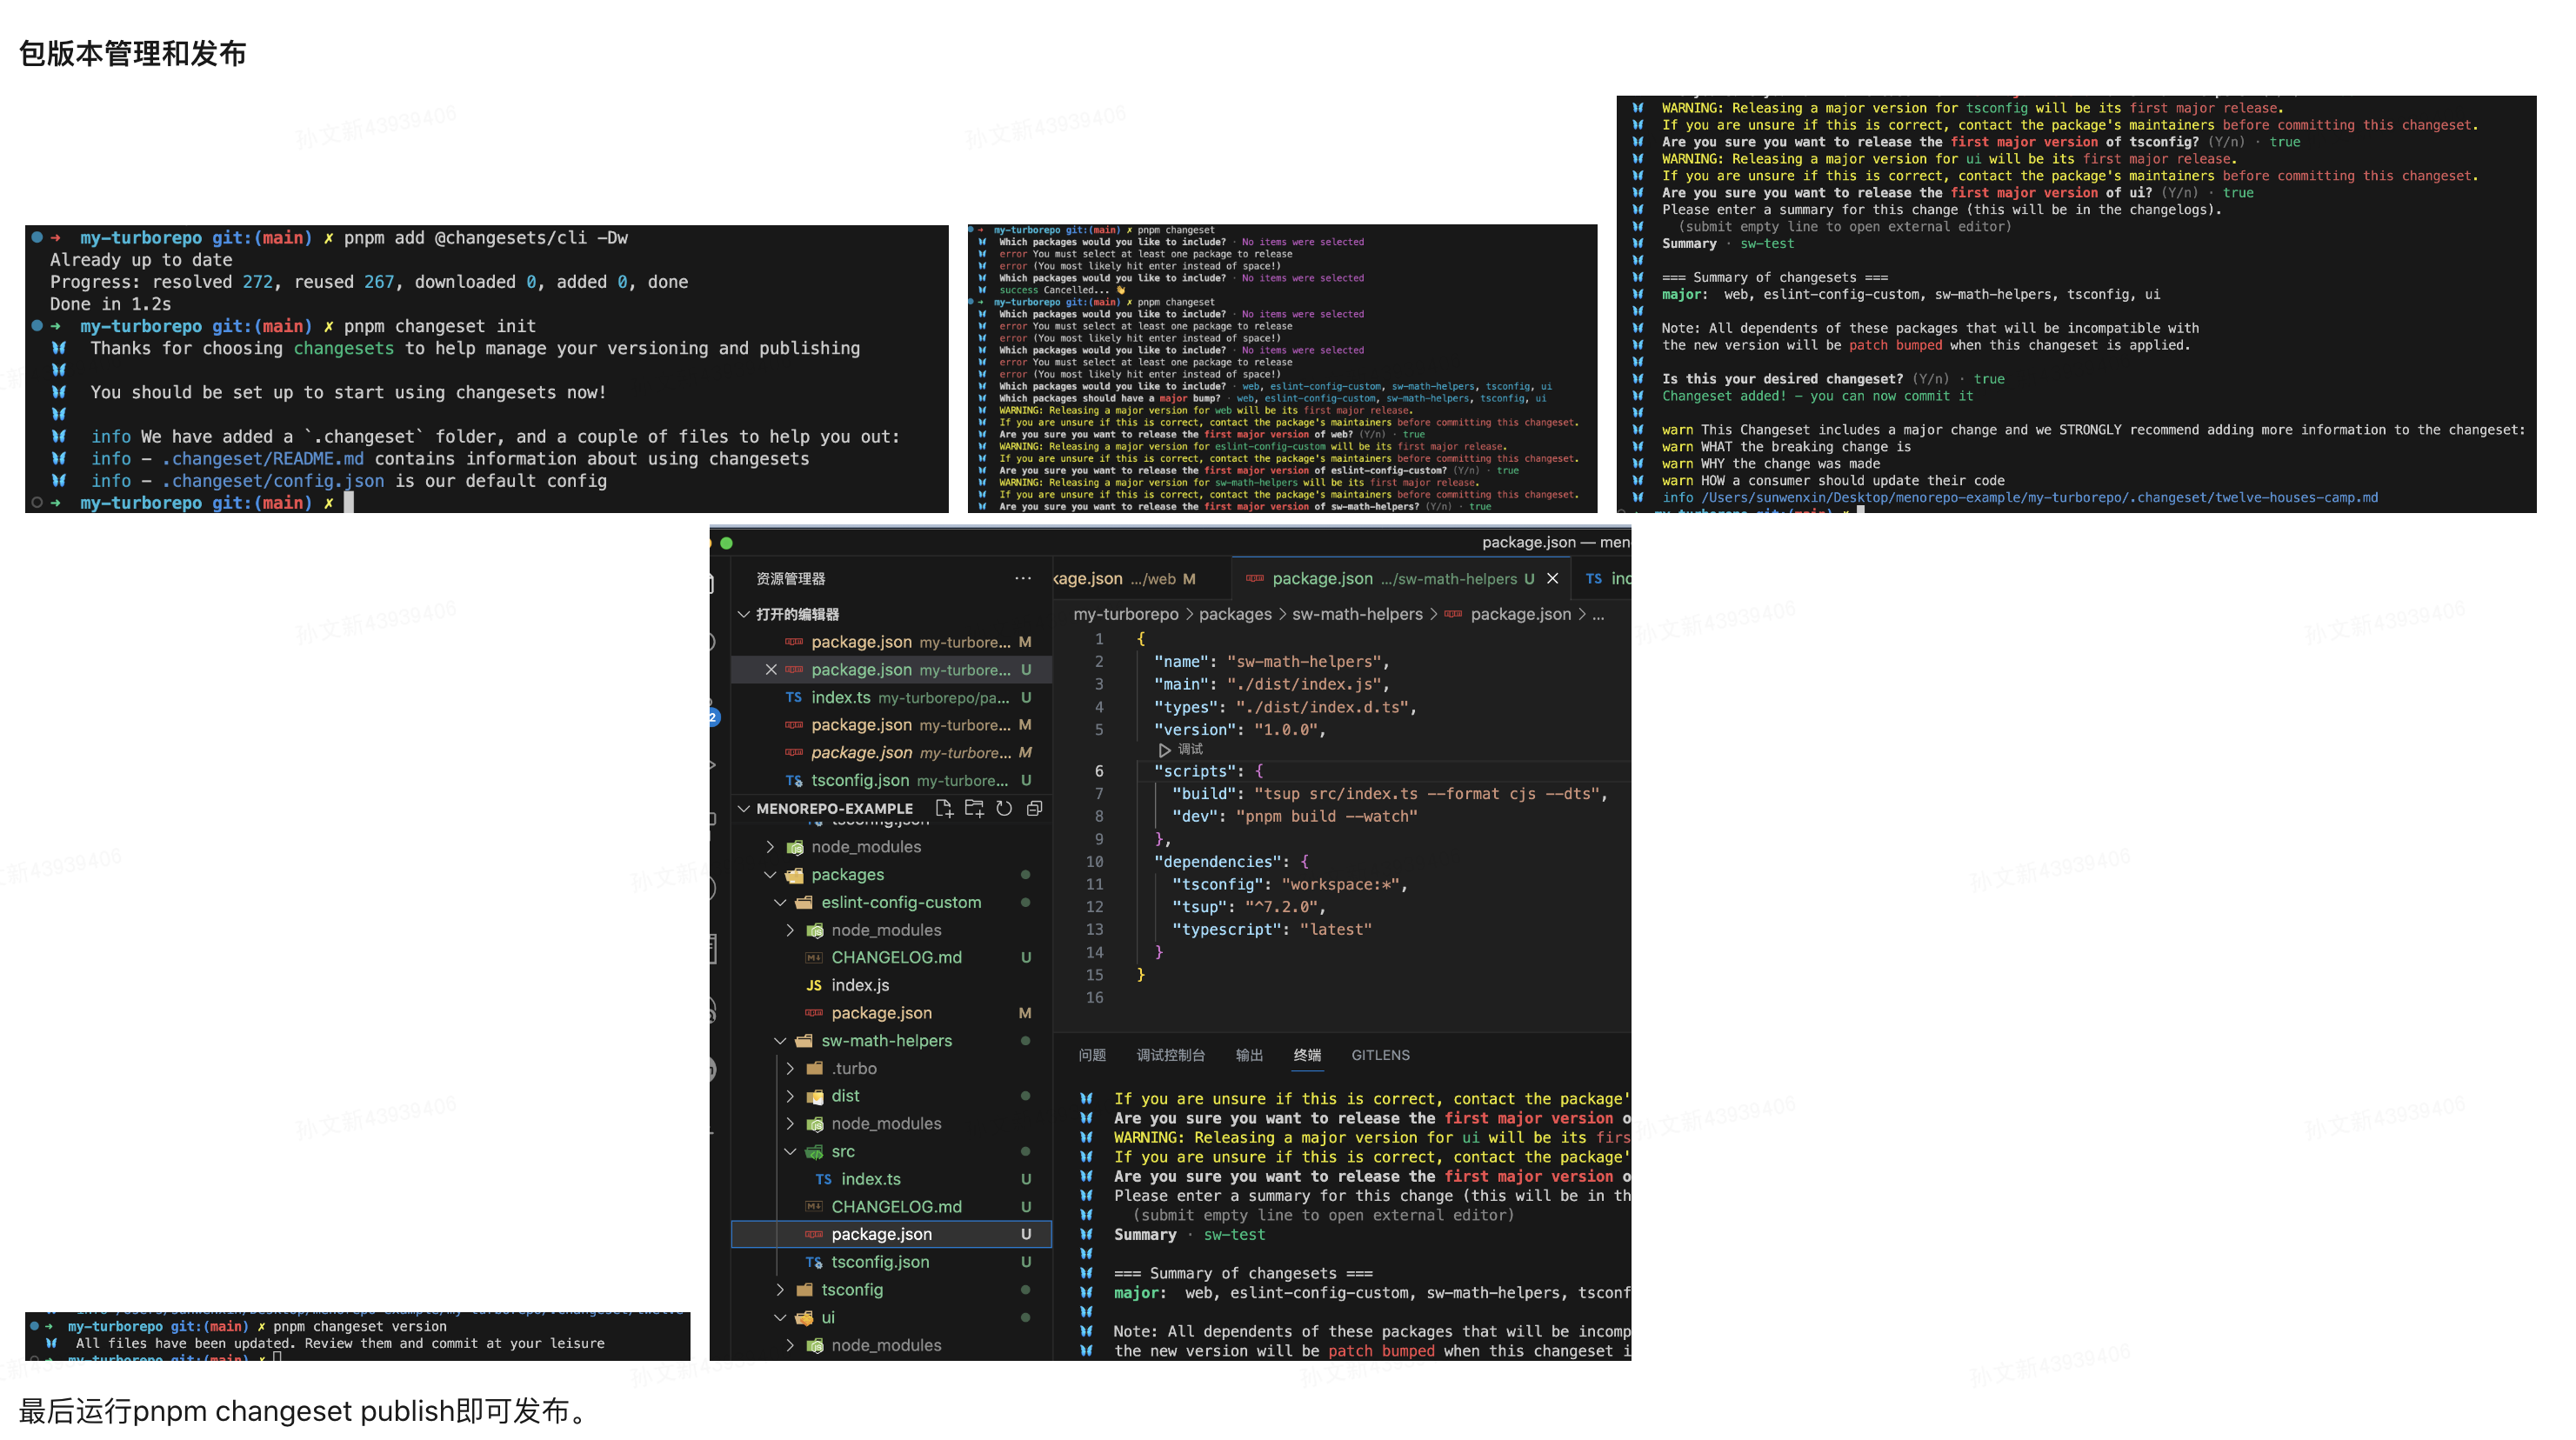 包版本管理和发布
● → my-turborepo git:(main) ✗ pnpm add @changesets/cli -Dw
Already up to date
Progress: resolved 272, reused 267, downloaded 0, added 0, done
Done in 1.2s
● → my-turborepo git:(main) ✗ pnpm changeset init
Thanks for choosing changesets to help manage your versioning and publishing
You should be set up to start using changesets now!
info We have added a `.changeset` folder, and a couple of files to help you out:
info - .changeset/README.md contains information about using changesets
info - .changeset/config.json is our default config
○ → my-turborepo git:(main) ✗
● → my-turborepo git:(main) ✗ pnpm changeset
Which packages would you like to include? · No items were selected
error You must select at least one package to release
error (You most likely hit enter instead of space!)
Which packages would you like to include? · No items were selected
success Cancelled... 👋
● → my-turborepo git:(main) ✗ pnpm changeset
Which packages would you like to include? · No items were selected
error You must select at least one package to release
error (You most likely hit enter instead of space!)
Which packages would you like to include? · No items were selected
error You must select at least one package to release
error (You most likely hit enter instead of space!)
Which packages would you like to include? · web, eslint-config-custom, sw-math-helpers, tsconfig, ui
Which packages should have a major bump? · web, eslint-config-custom, sw-math-helpers, tsconfig, ui
WARNING: Releasing a major version for web will be its first major release.
If you are unsure if this is correct, contact the package's maintainers before committing this changeset.
Are you sure you want to release the first major version of web? (Y/n) · true
WARNING: Releasing a major version for eslint-config-custom will be its first major release.
If you are unsure if this is correct, contact the package's maintainers before committing this changeset.
Are you sure you want to release the first major version of eslint-config-custom? (Y/n) · true
WARNING: Releasing a major version for sw-math-helpers will be its first major release.
If you are unsure if this is correct, contact the package's maintainers before committing this changeset.
Are you sure you want to release the first major version of sw-math-helpers? (Y/n) · true
WARNING: Releasing a major version for tsconfig will be its first major release.
If you are unsure if this is correct, contact the package's maintainers before committing this changeset.
Are you sure you want to release the first major version of tsconfig? (Y/n) · true
WARNING: Releasing a major version for ui will be its first major release.
If you are unsure if this is correct, contact the package's maintainers before committing this changeset.
Are you sure you want to release the first major version of ui? (Y/n) · true
Please enter a summary for this change (this will be in the changelogs).
(submit empty line to open external editor)
Summary · sw-test
=== Summary of changesets ===
major: web, eslint-config-custom, sw-math-helpers, tsconfig, ui
Note: All dependents of these packages that will be incompatible with
the new version will be patch bumped when this changeset is applied.
Is this your desired changeset? (Y/n) · true
Changeset added! - you can now commit it
warn This Changeset includes a major change and we STRONGLY recommend adding more information to the changeset:
warn WHAT the breaking change is
warn WHY the change was made
warn HOW a consumer should update their code
info /Users/sunwenxin/Desktop/menorepo-example/my-turborepo/.changeset/twelve-houses-camp.md
my-turborepo git:(main) ✗
● → my-turborepo git:(main) ✗ pnpm changeset version
All files have been updated. Review them and commit at your leisure
my-turborepo git:(main) ✗
package.json — men
资源管理器 ···
打开的编辑器
package.json my-turbore... M
package.json my-turbore... U
TS index.ts my-turborepo/pa... U
package.json my-turbore... M
package.json my-turbore... M
TS tsconfig.json my-turbore... U
MENOREPO-EXAMPLE
tsconfig.json
node_modules
packages
eslint-config-custom
node_modules
CHANGELOG.md U
JS index.js
package.json M
sw-math-helpers
.turbo
dist
node_modules
src
TS index.ts U
CHANGELOG.md U
package.json U
TS tsconfig.json U
tsconfig
ui
node_modules
kage.json .../web M
package.json .../sw-math-helpers U
TS ind
my-turborepo > packages > sw-math-helpers > package.json > ...
1 {
2 "name": "sw-math-helpers",
3 "main": "./dist/index.js",
4 "types": "./dist/index.d.ts",
5 "version": "1.0.0",
调试
6 "scripts": {
7 "build": "tsup src/index.ts --format cjs --dts",
8 "dev": "pnpm build --watch"
9 },
10 "dependencies": {
11 "tsconfig": "workspace:*",
12 "tsup": "^7.2.0",
13 "typescript": "latest"
14 }
15 }
16
问题 调试控制台 输出 终端 GITLENS
If you are unsure if this is correct, contact the package'
Are you sure you want to release the first major version o
WARNING: Releasing a major version for ui will be its firs
If you are unsure if this is correct, contact the package'
Are you sure you want to release the first major version o
Please enter a summary for this change (this will be in th
(submit empty line to open external editor)
Summary · sw-test
=== Summary of changesets ===
major: web, eslint-config-custom, sw-math-helpers, tsconf
Note: All dependents of these packages that will be incomp
the new version will be patch bumped when this changeset i
最后运行pnpm changeset publish即可发布。
孙文新43939406